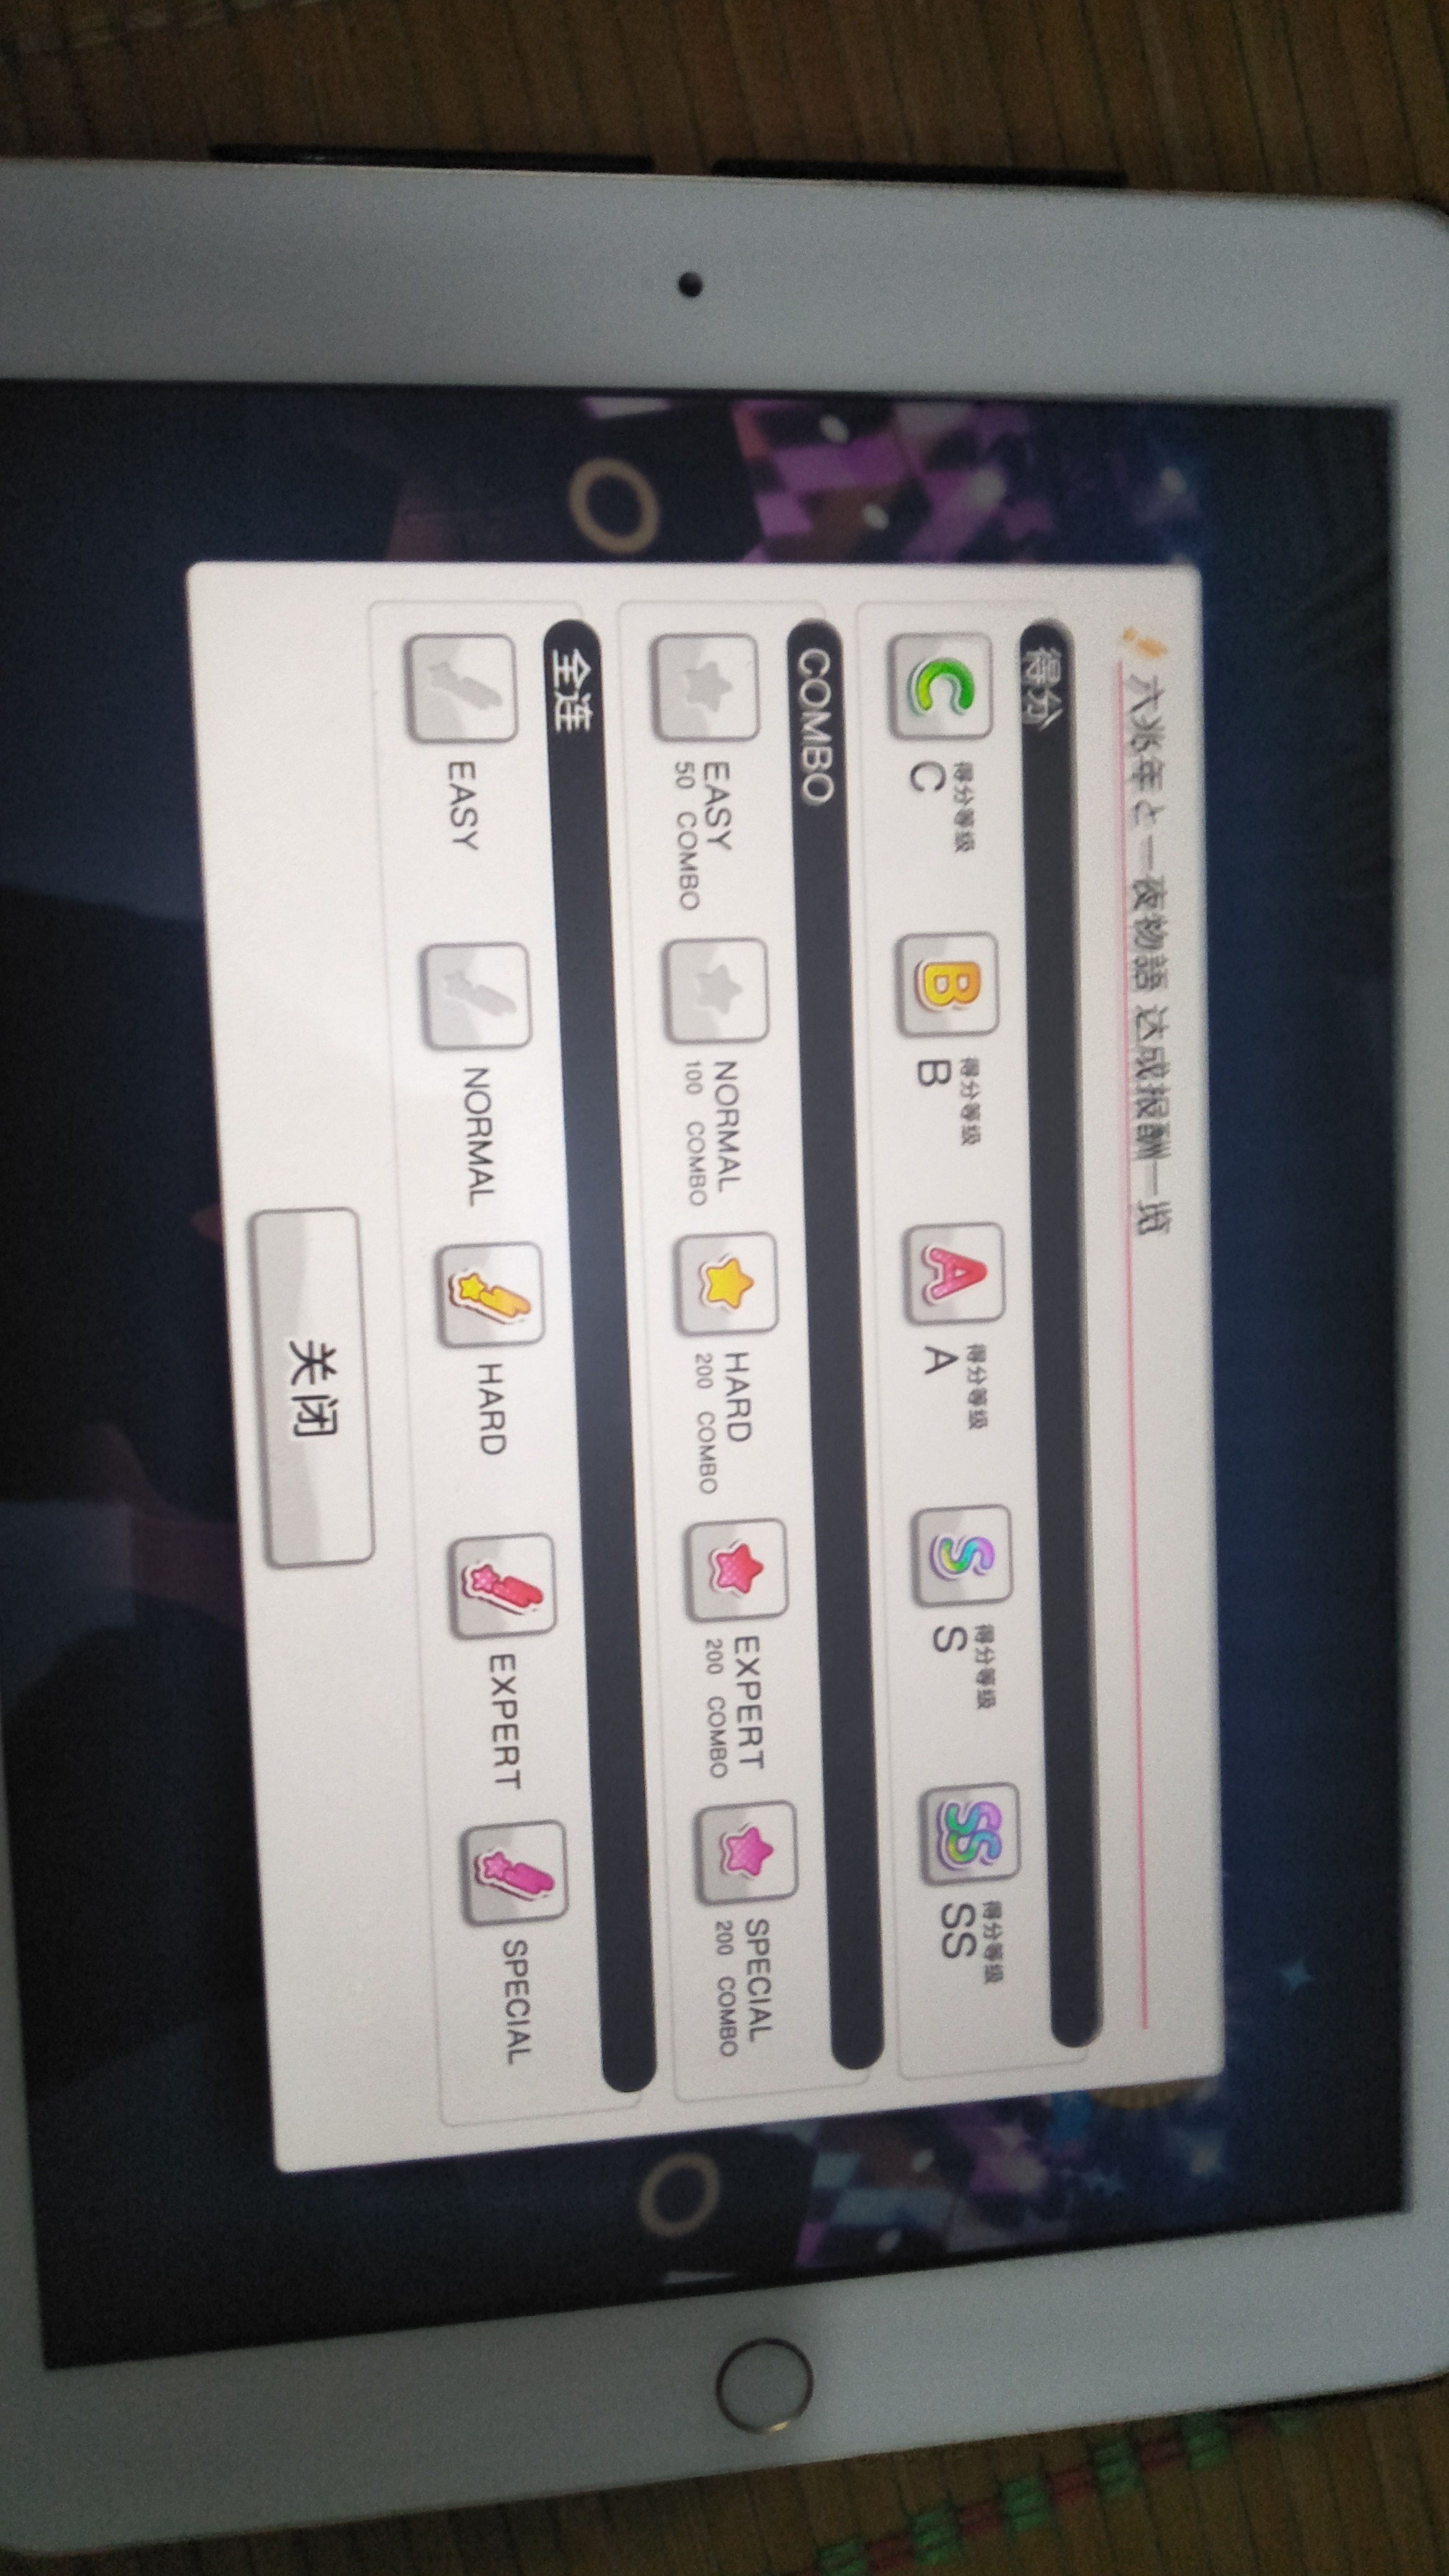 六兆年と一夜物語 达成报酬一览
得分
C 得分等级 C
B 得分等级 B
A 得分等级 A
S 得分等级 S
SS 得分等级 SS
COMBO
EASY 50 COMBO
NORMAL 100 COMBO
HARD 200 COMBO
EXPERT 200 COMBO
SPECIAL 200 COMBO
全连
EASY
NORMAL
HARD
EXPERT
SPECIAL
关闭